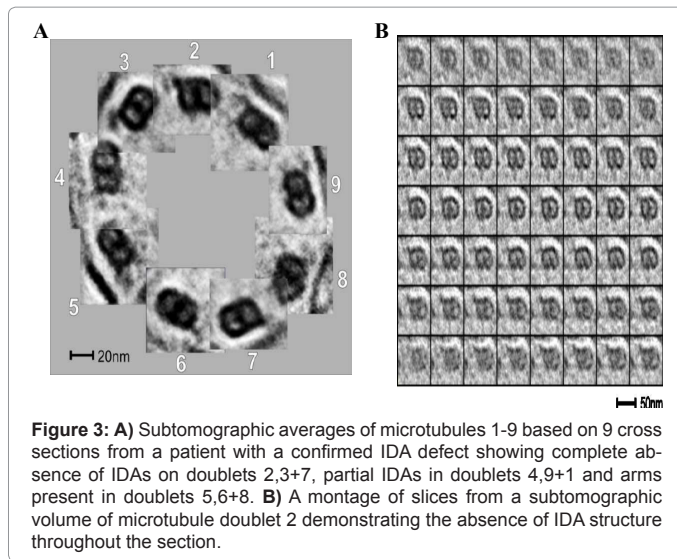 A
B
3
2
1
4
9
5
8
6
7
20nm
50nm
Figure 3: A) Subtomographic averages of microtubules 1-9 based on 9 cross
sections from a patient with a confirmed IDA defect showing complete ab-
sence of IDAs on doublets 2,3+7, partial IDAs in doublets 4,9+1 and arms
present in doublets 5,6+8. B) A montage of slices from a subtomographic
volume of microtubule doublet 2 demonstrating the absence of IDA structure
throughout the section.